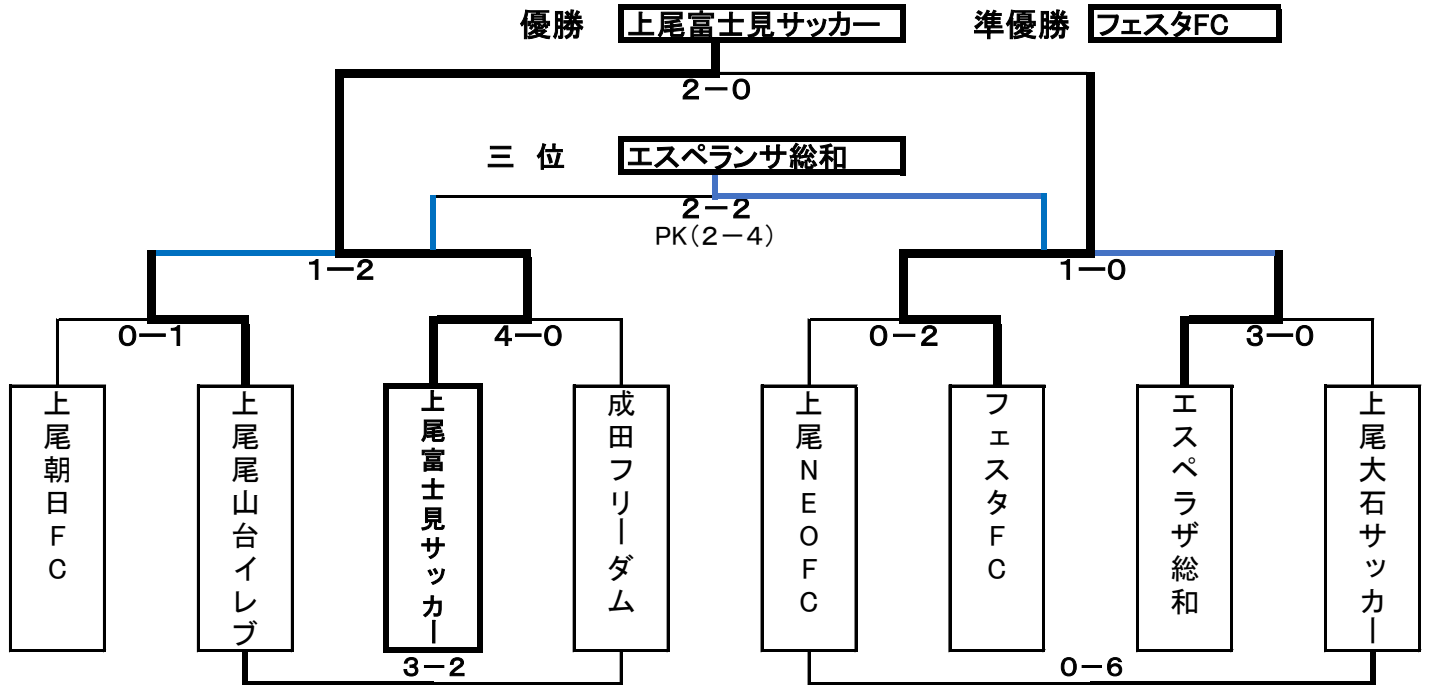 優勝 上尾富士見サッカー 準優勝 フェスタFC
2－0
三 位 エスペランサ総和
2－2
PK（2－4）
1－2 1－0
0－1 4－0 0－2 3－0
上尾朝日FC
上尾尾山台イレブ
上尾富士見サッカー
成田フリーダム
上尾NEOFC
フェスタFC
エスペラザ総和
上尾大石サッカー
3－2 0－6